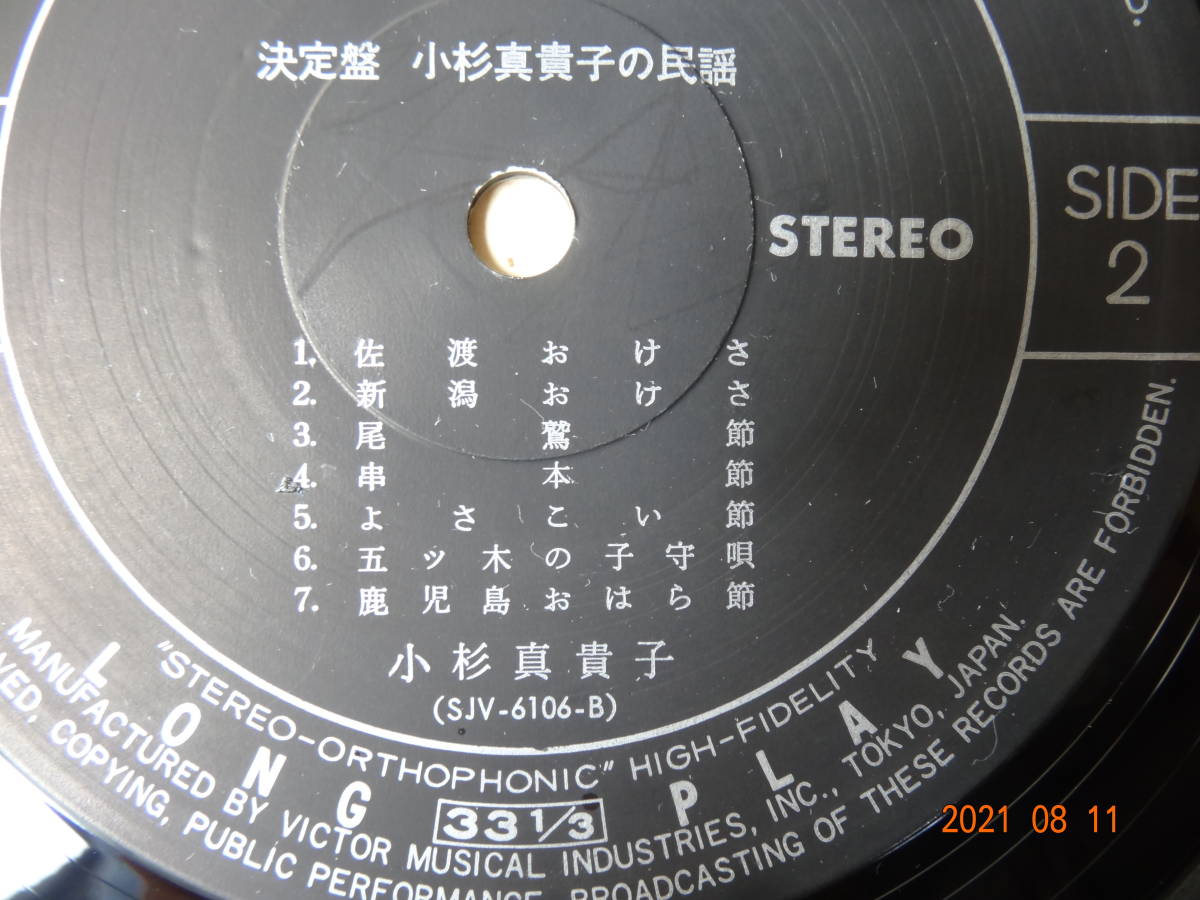 決定盤 小杉真貴子の民謡
STEREO
SIDE
2
1. 佐渡おけさ
2. 新潟おけさ
3. 尾鷲節
4. 串本節
5. よさこい節
6. 五ツ木の子守唄
7. 鹿児島おはら節
小杉真貴子
(SJV-6106-B)
"STEREO-ORTHOPHONIC" HIGH-FIDELITY
LONG 33 1/3 PLAY
MANUFACTURED BY VICTOR MUSICAL INDUSTRIES, INC., TOKYO, JAPAN.
COPYING, PUBLIC PERFORMANCE, BROADCASTING OF THESE RECORDS ARE FORBIDDEN.
2021 08 11